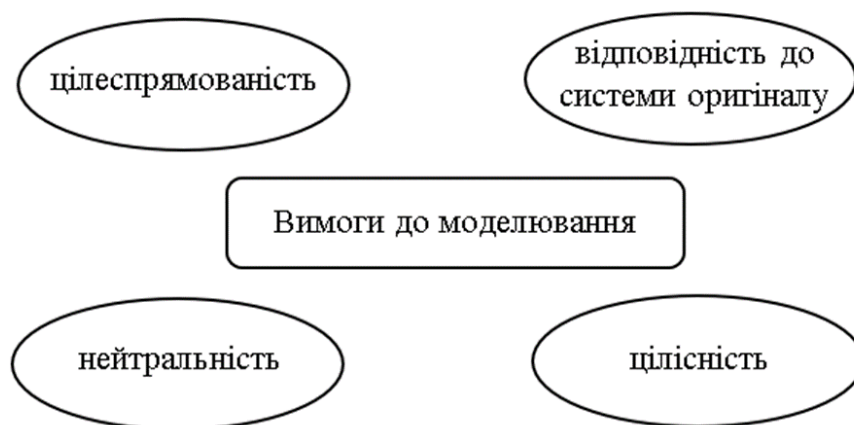 цілеспрямованість
відповідність до
системи оригіналу
Вимоги до моделювання
нейтральність
цілісність